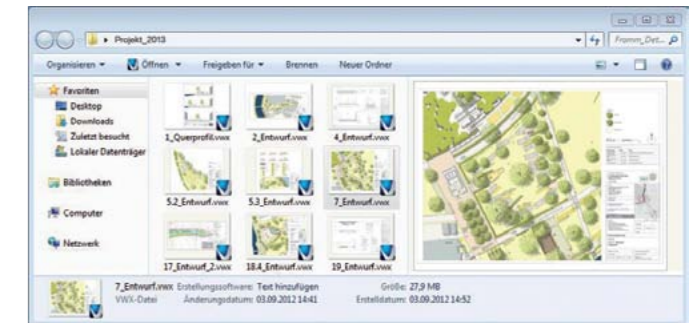 Projekt_2013
Fromm_Det...
Organisieren
Öffnen
Freigeben für
Brennen
Neuer Ordner
Favoriten
Desktop
Downloads
Zuletzt besucht
Lokaler Datenträger
Bibliotheken
Computer
Netzwerk
1_Querprofil.vwx
2_Entwurf.vwx
4_Entwurf.vwx
5.2_Entwurf.vwx
5.3_Entwurf.vwx
7_Entwurf.vwx
17_Entwurf_2.vwx
18.4_Entwurf.vwx
19_Entwurf.vwx
7_Entwurf.vwx Erstellungssoftware: Text hinzufügen Größe: 27,9 MB
VWX-Datei Änderungsdatum: 03.09.2012 14:41 Erstelldatum: 03.09.2012 14:52